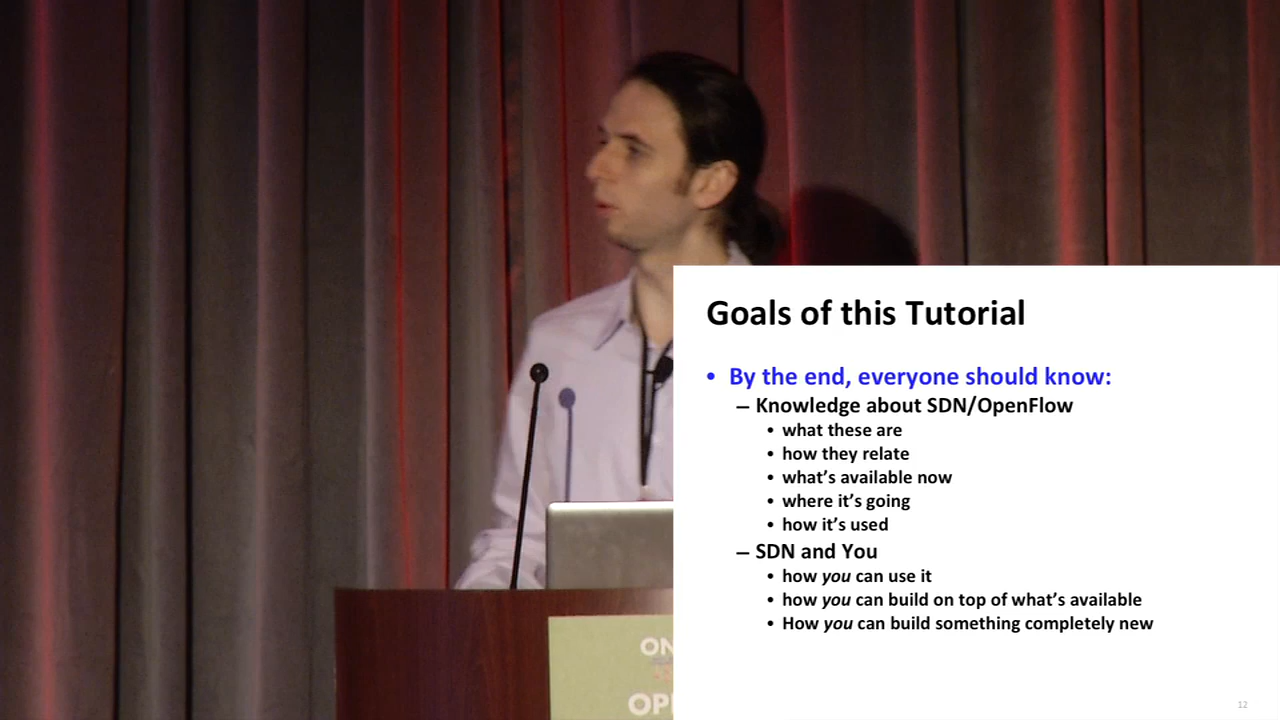 Goals of this Tutorial
• By the end, everyone should know:
– Knowledge about SDN/OpenFlow
• what these are
• how they relate
• what’s available now
• where it’s going
• how it’s used
– SDN and You
• how you can use it
• how you can build on top of what’s available
• How you can build something completely new
ON
OP
12